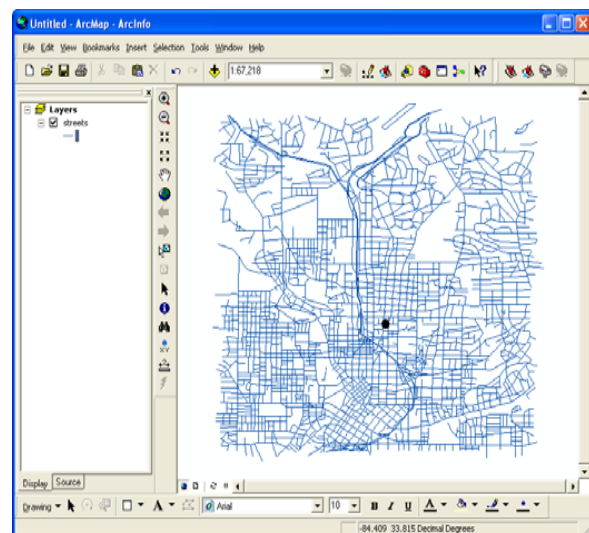 Untitled - ArcMap - ArcInfo
File Edit View Bookmarks Insert Selection Tools Window Help
1:67,218
Layers
streets
XY
Display Source
Drawing A Arial 10 B I U A
-84.409 33.815 Decimal Degrees